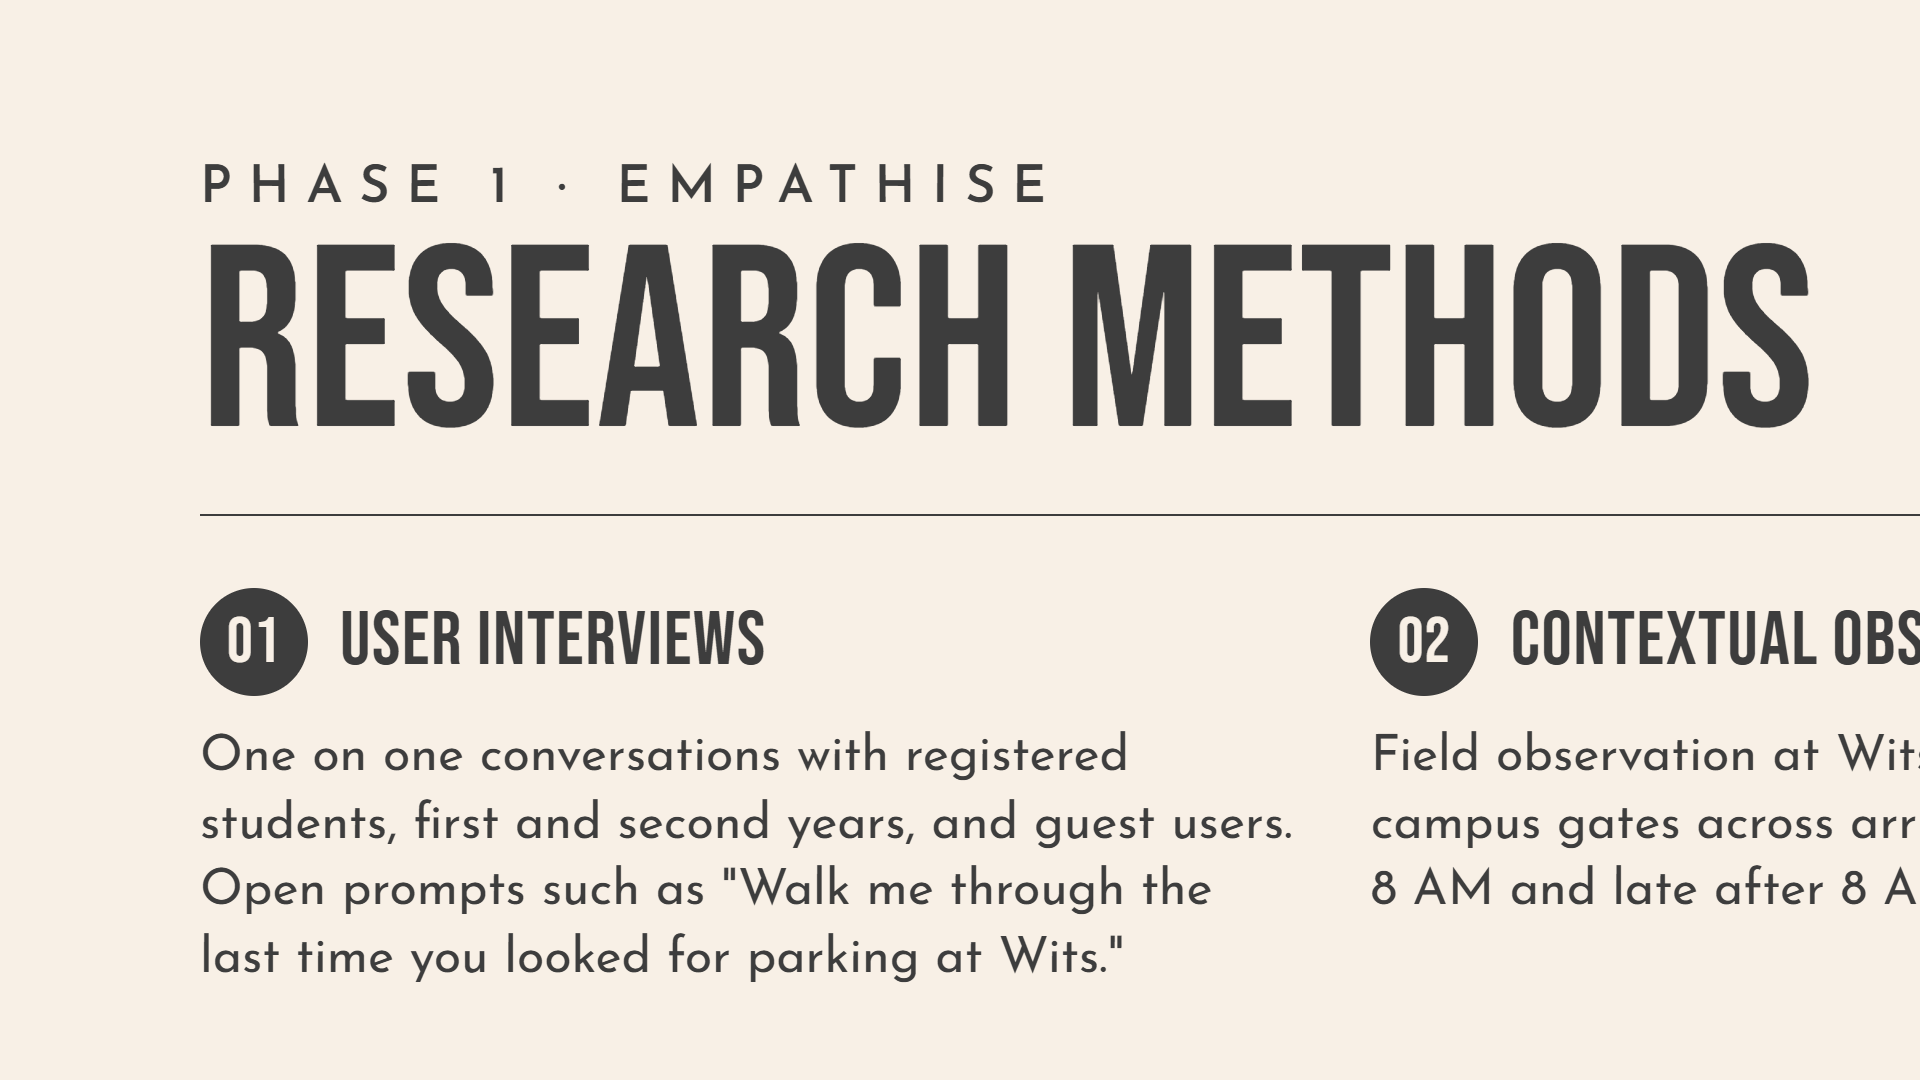 PHASE 1 · EMPATHISE
RESEARCH METHODS
01 USER INTERVIEWS
One on one conversations with registered
students, first and second years, and guest users.
Open prompts such as "Walk me through the
last time you looked for parking at Wits."
02 CONTEXTUAL
Field observation at
campus gates across
8 AM and late after 8